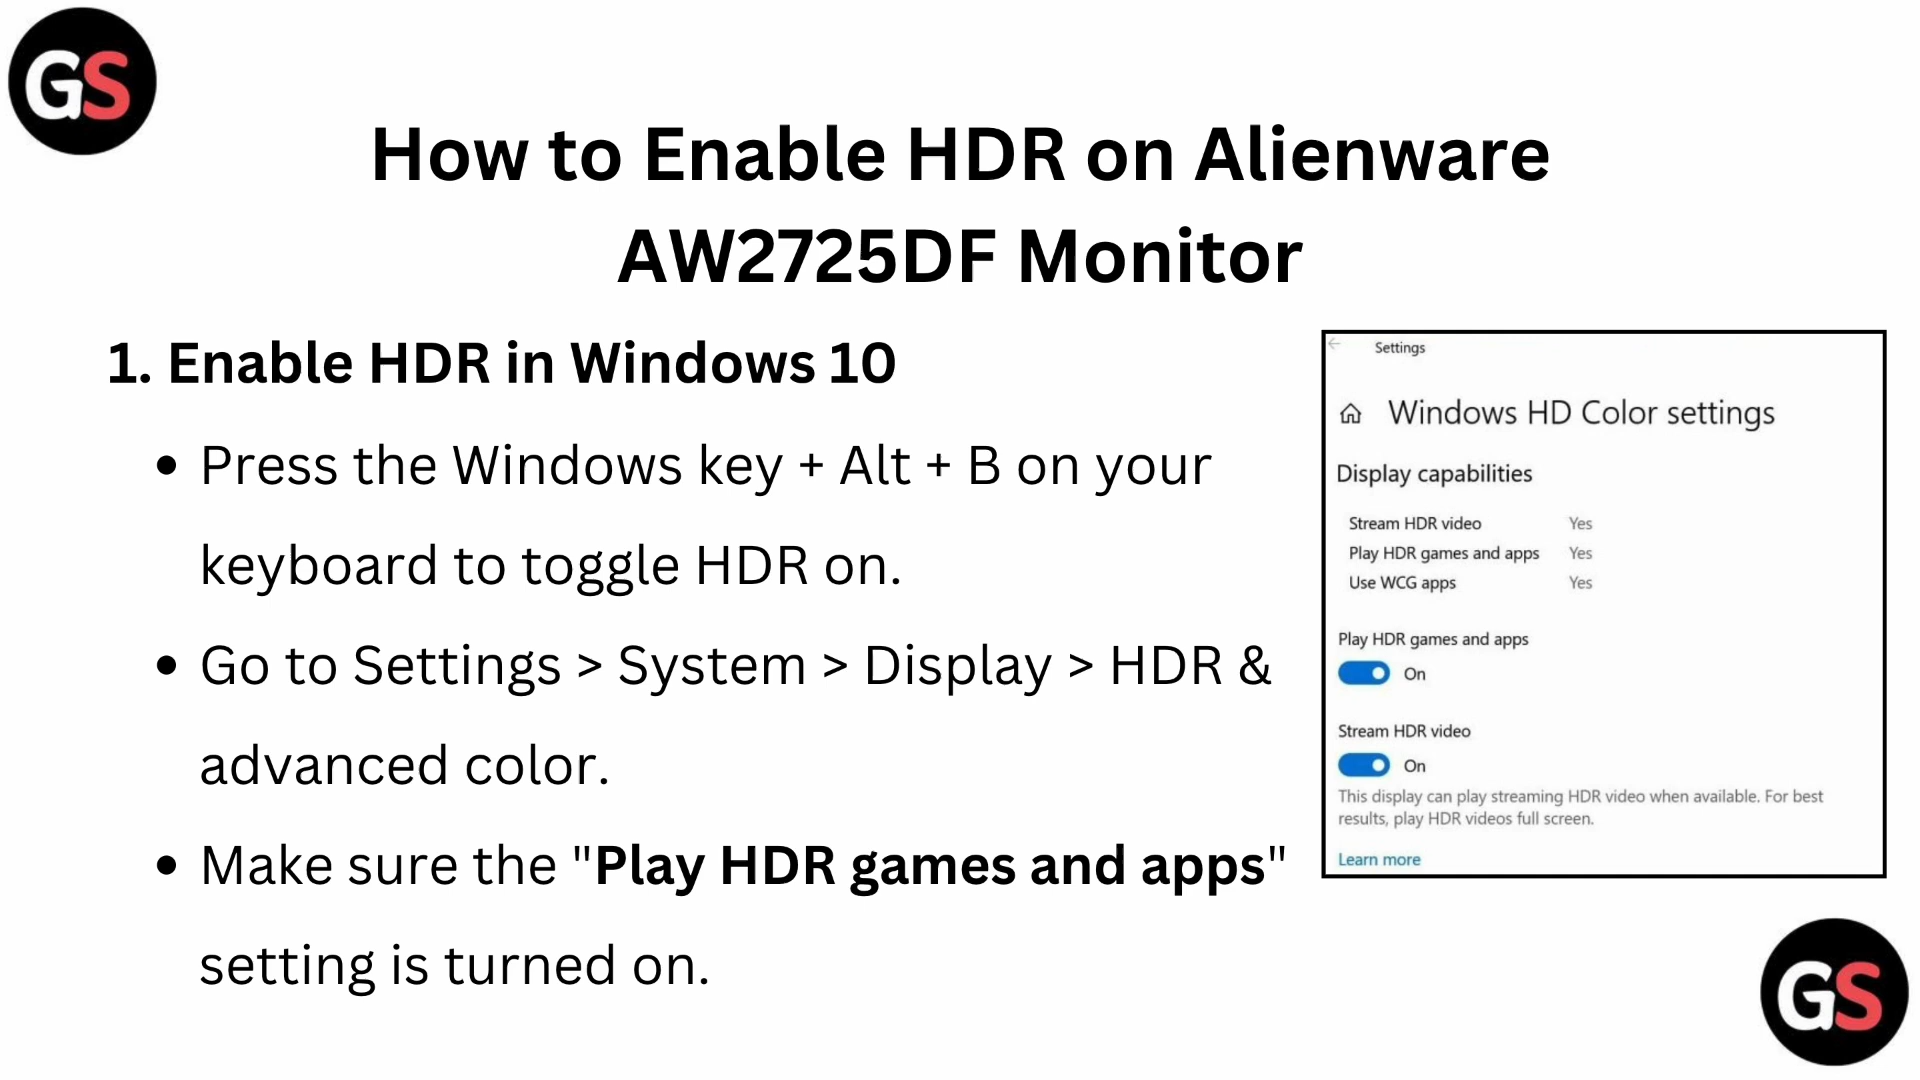 GS
How to Enable HDR on Alienware
AW2725DF Monitor
1. Enable HDR in Windows 10
• Press the Windows key + Alt + B on your
keyboard to toggle HDR on.
• Go to Settings > System > Display > HDR &
advanced color.
• Make sure the "Play HDR games and apps"
setting is turned on.
Settings
Windows HD Color settings
Display capabilities
Stream HDR video Yes
Play HDR games and apps Yes
Use WCG apps Yes
Play HDR games and apps
On
Stream HDR video
On
This display can play streaming HDR video when available. For best
results, play HDR videos full screen.
Learn more
GS